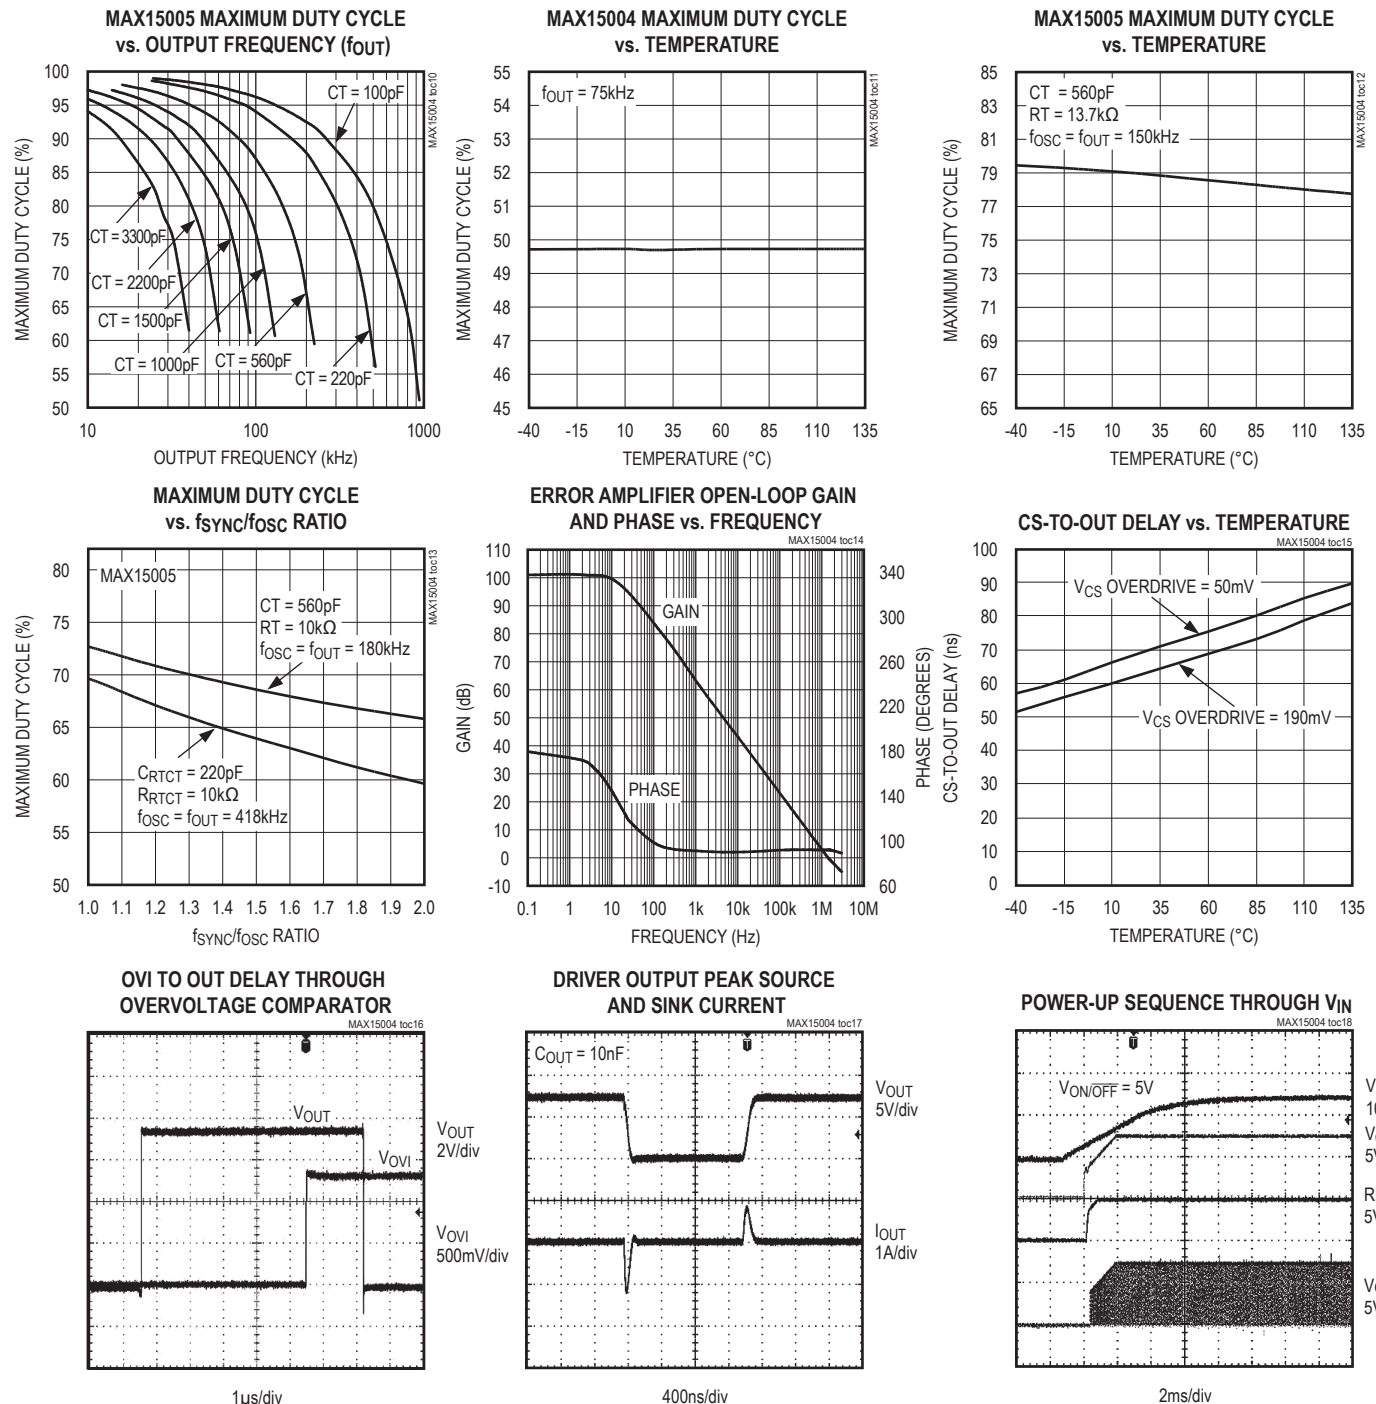 MAX15005 MAXIMUM DUTY CYCLE
vs. OUTPUT FREQUENCY (fOUT)
MAX15004 toc10
MAXIMUM DUTY CYCLE (%)
100
95
90
85
80
75
70
65
60
55
50
CT = 100pF
CT = 3300pF
CT = 2200pF
CT = 1500pF
CT = 1000pF
CT = 560pF
CT = 220pF
10 100 1000
OUTPUT FREQUENCY (kHz)
MAX15004 MAXIMUM DUTY CYCLE
vs. TEMPERATURE
MAX15004 toc11
MAXIMUM DUTY CYCLE (%)
55
54
53
52
51
50
49
48
47
46
45
fOUT = 75kHz
-40 -15 10 35 60 85 110 135
TEMPERATURE (°C)
MAX15005 MAXIMUM DUTY CYCLE
vs. TEMPERATURE
MAX15004 toc12
MAXIMUM DUTY CYCLE (%)
85
83
81
79
77
75
73
71
69
67
65
CT = 560pF
RT = 13.7kΩ
fOSC = fOUT = 150kHz
-40 -15 10 35 60 85 110 135
TEMPERATURE (°C)
MAXIMUM DUTY CYCLE
vs. fSYNC/fOSC RATIO
MAX15004 toc13
MAXIMUM DUTY CYCLE (%)
80
75
70
65
60
55
50
MAX15005
CT = 560pF
RT = 10kΩ
fOSC = fOUT = 180kHz
CRTCT = 220pF
RRTCT = 10kΩ
fOSC = fOUT = 418kHz
1.0 1.1 1.2 1.3 1.4 1.5 1.6 1.7 1.8 1.9 2.0
fSYNC/fOSC RATIO
ERROR AMPLIFIER OPEN-LOOP GAIN
AND PHASE vs. FREQUENCY
MAX15004 toc14
GAIN (dB)
110
100
90
80
70
60
50
40
30
20
10
0
-10
GAIN
PHASE
340
300
260
220
180
140
100
60
PHASE (DEGREES)
0.1 1 10 100 1k 10k 100k 1M 10M
FREQUENCY (Hz)
CS-TO-OUT DELAY vs. TEMPERATURE
MAX15004 toc15
CS-TO-OUT DELAY (ns)
100
90
80
70
60
50
40
30
20
10
0
VCS OVERDRIVE = 50mV
VCS OVERDRIVE = 190mV
-40 -15 10 35 60 85 110 135
TEMPERATURE (°C)
OVI TO OUT DELAY THROUGH
OVERVOLTAGE COMPARATOR
MAX15004 toc16
VOUT
VOVI
VOUT
2V/div
VOVI
500mV/div
1µs/div
DRIVER OUTPUT PEAK SOURCE
AND SINK CURRENT
MAX15004 toc17
COUT = 10nF
VOUT
5V/div
IOUT
1A/div
400ns/div
POWER-UP SEQUENCE THROUGH VIN
MAX15004 toc18
VON/OFF = 5V
2ms/div